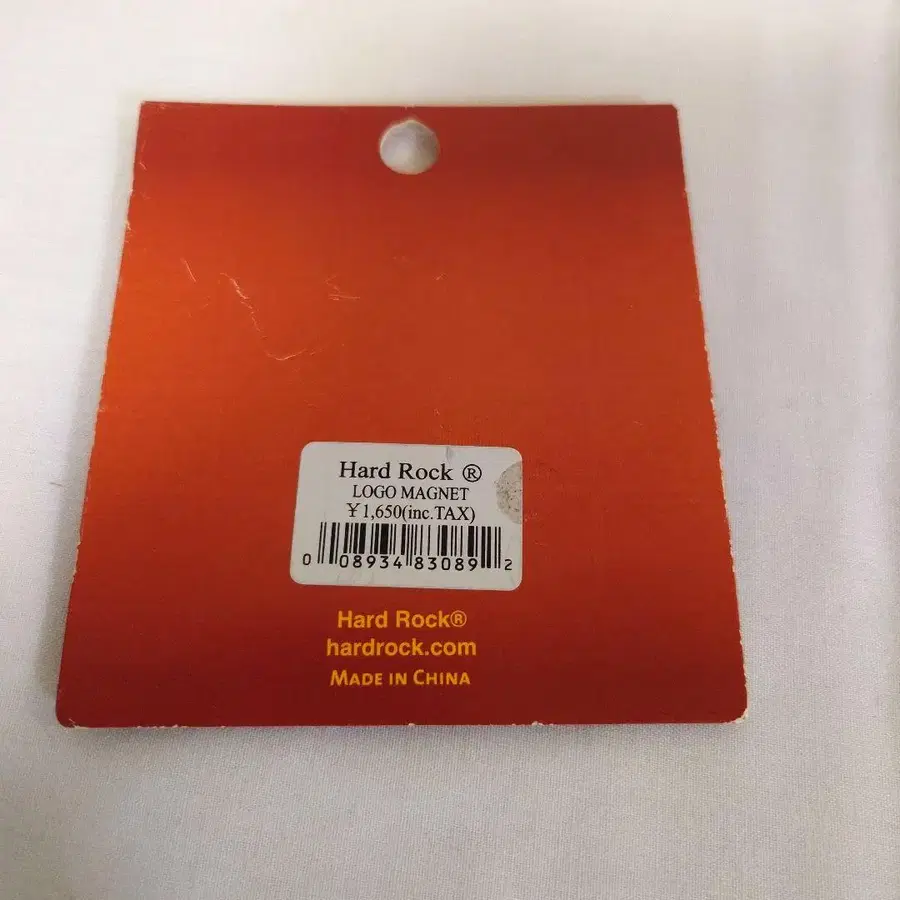 Hard Rock ®
LOGO MAGNET
¥1,650(inc.TAX)
0 08934 83089 2
Hard Rock®
hardrock.com
MADE IN CHINA